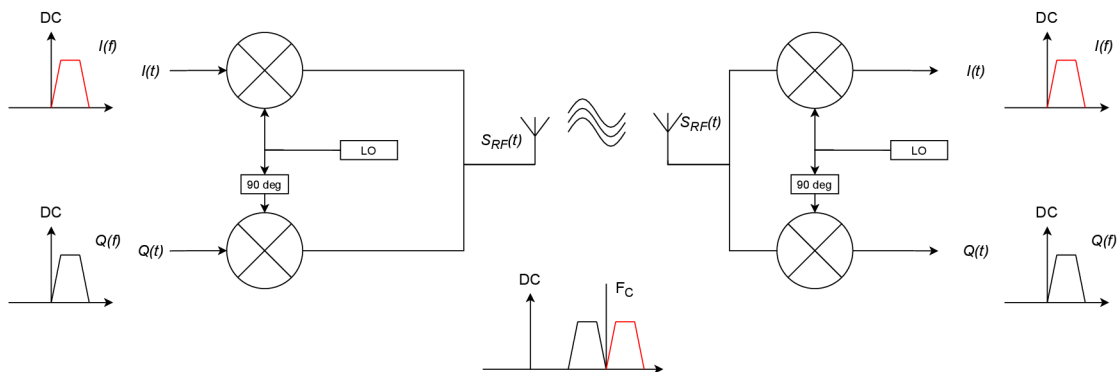 DC
I(f)
I(t)
LO
90 deg
DC
Q(f)
Q(t)
S_RF(t)
S_RF(t)
DC
F_C
LO
90 deg
I(t)
DC
I(f)
Q(t)
DC
Q(f)